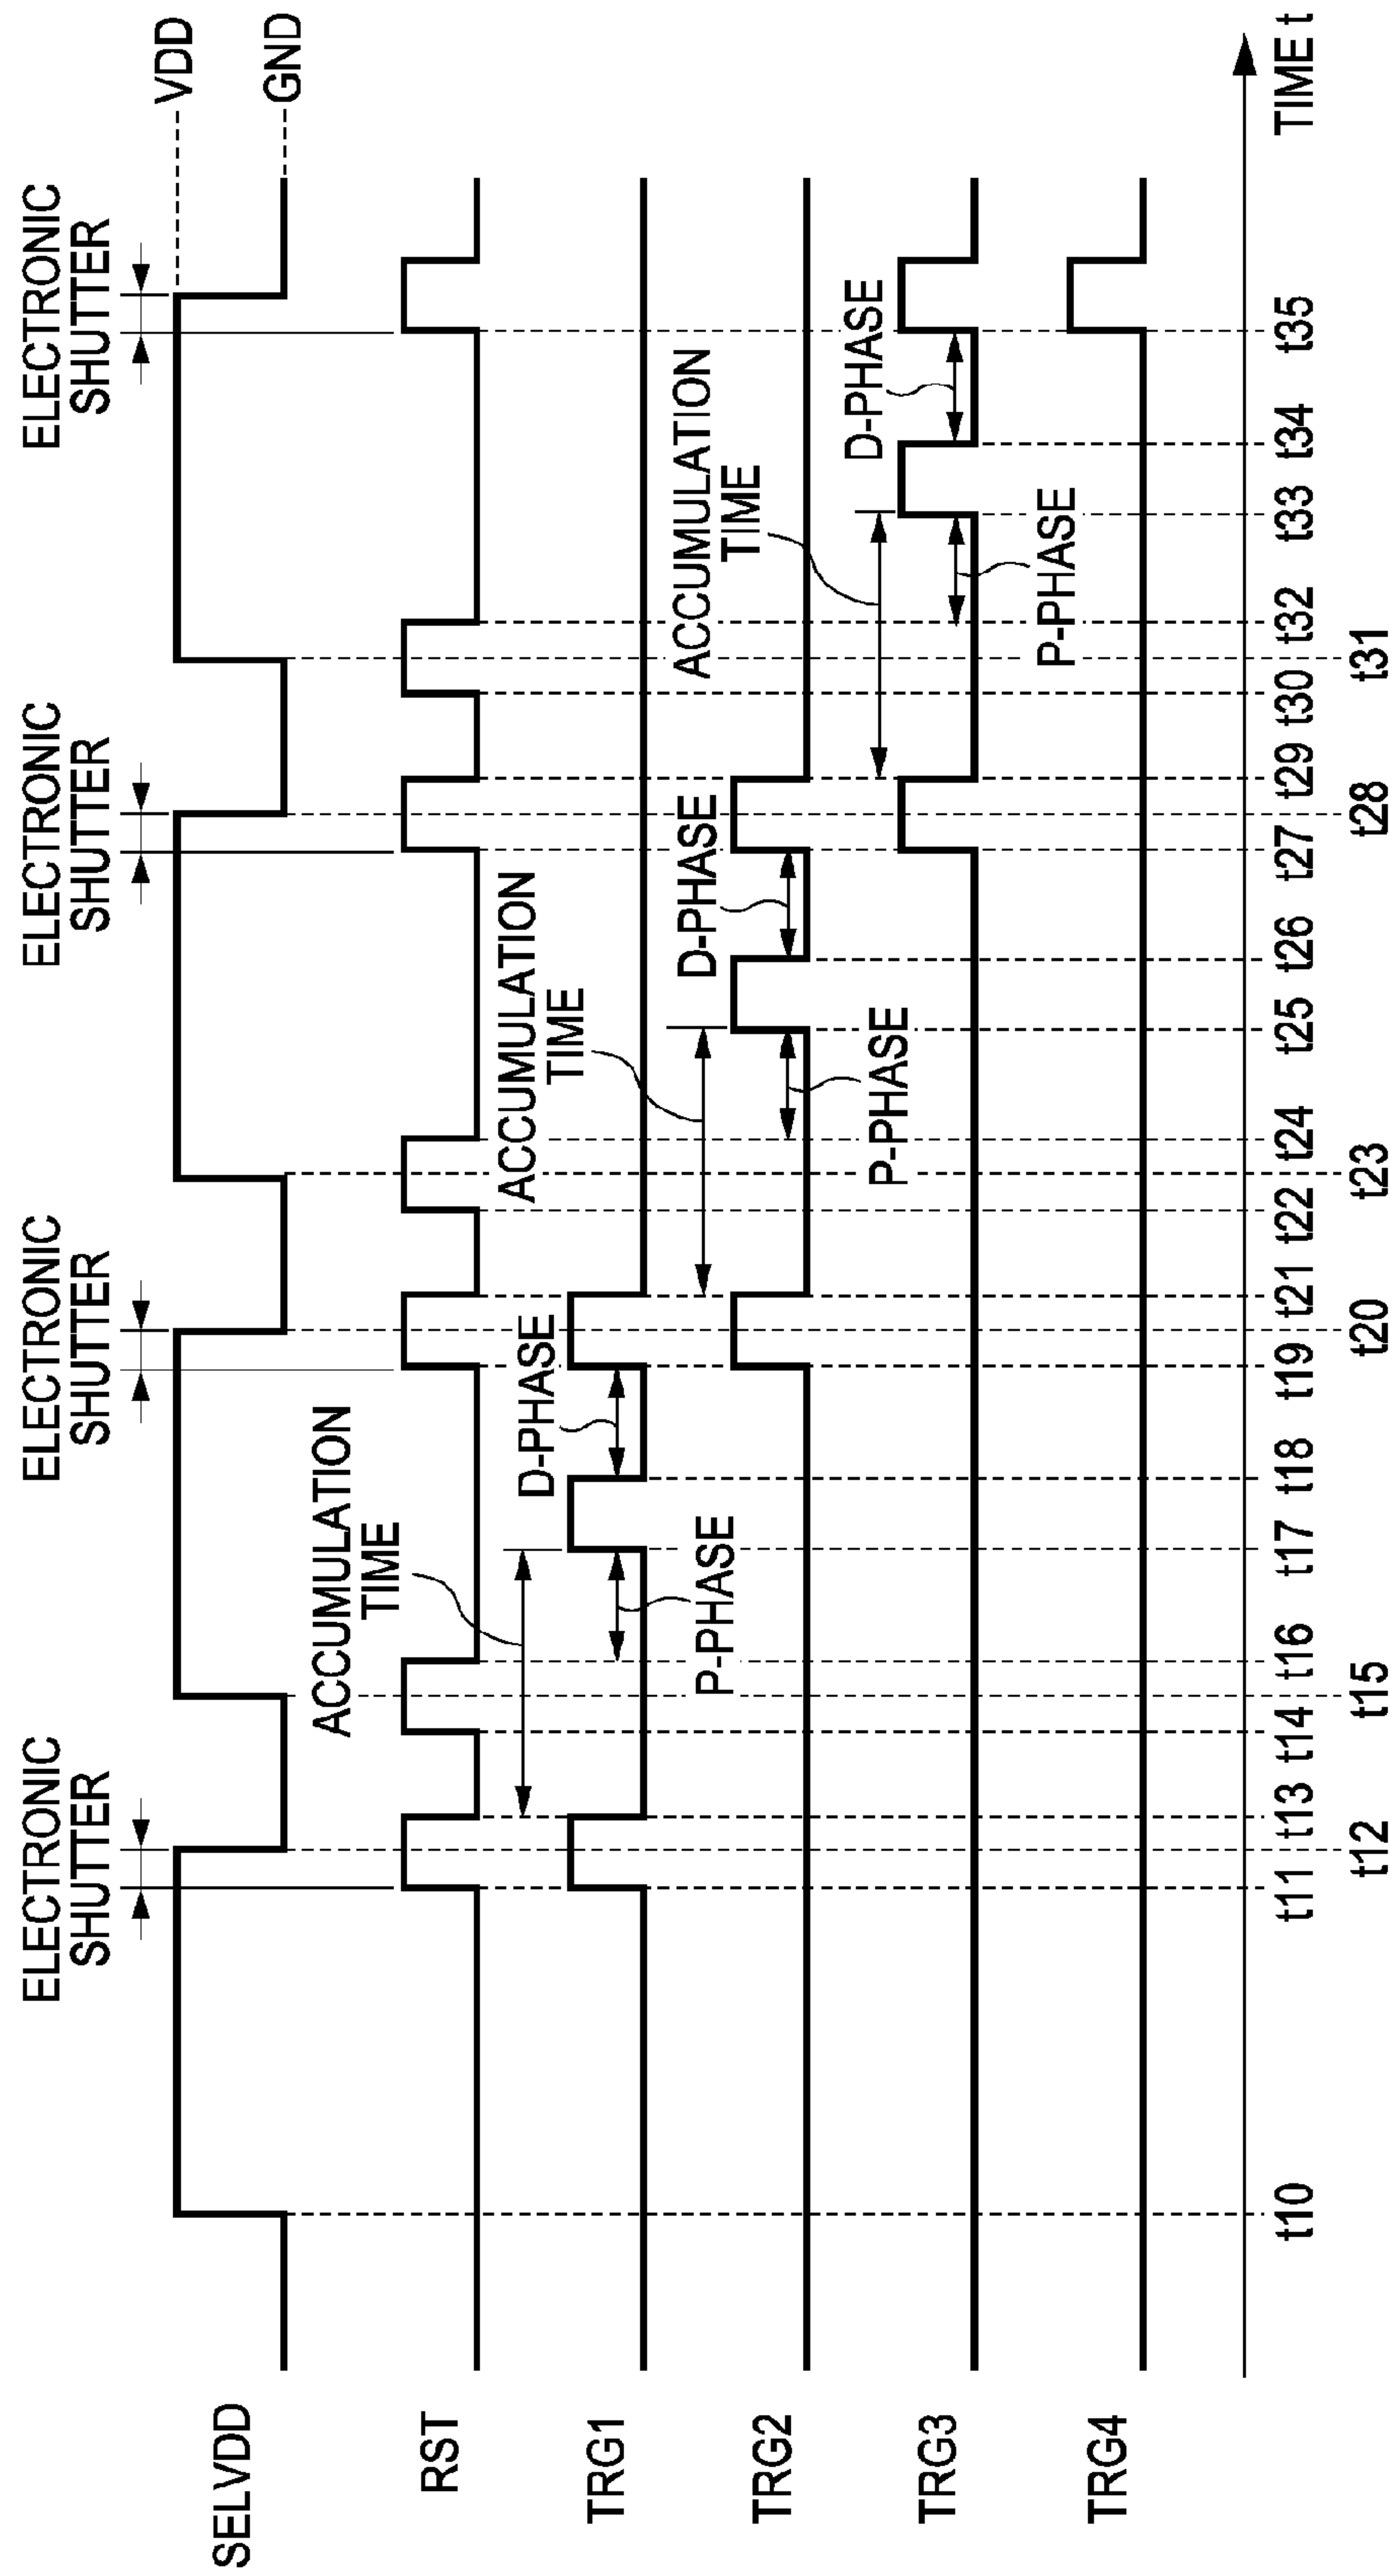 ELECTRONIC
SHUTTER
ELECTRONIC
SHUTTER
ELECTRONIC
SHUTTER
ELECTRONIC
SHUTTER
VDD
GND
SELVDD
RST
ACCUMULATION
TIME
TRG1
D-PHASE
P-PHASE
ACCUMULATION
TIME
TRG2
D-PHASE
P-PHASE
ACCUMULATION
TIME
TRG3
D-PHASE
P-PHASE
TRG4
t10
t11
t13
t14
t16
t17
t18
t19
t21
t22
t24
t25
t26
t27
t29
t30
t32
t33
t34
t35
TIME t
t12
t15
t20
t23
t28
t31